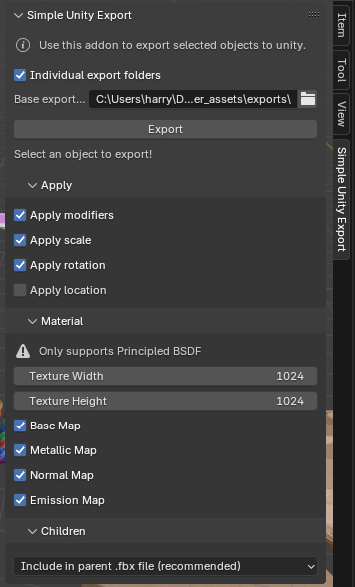 Simple Unity Export
Use this addon to export selected objects to unity.
Individual export folders
Base export... C:\Users\harry\D...er_assets\exports\
Export
Select an object to export!
Apply
Apply modifiers
Apply scale
Apply rotation
Apply location
Material
Only supports Principled BSDF
Texture Width 1024
Texture Height 1024
Base Map
Metallic Map
Normal Map
Emission Map
Children
Include in parent .fbx file (recommended)
Item
Tool
View
Simple Unity Export